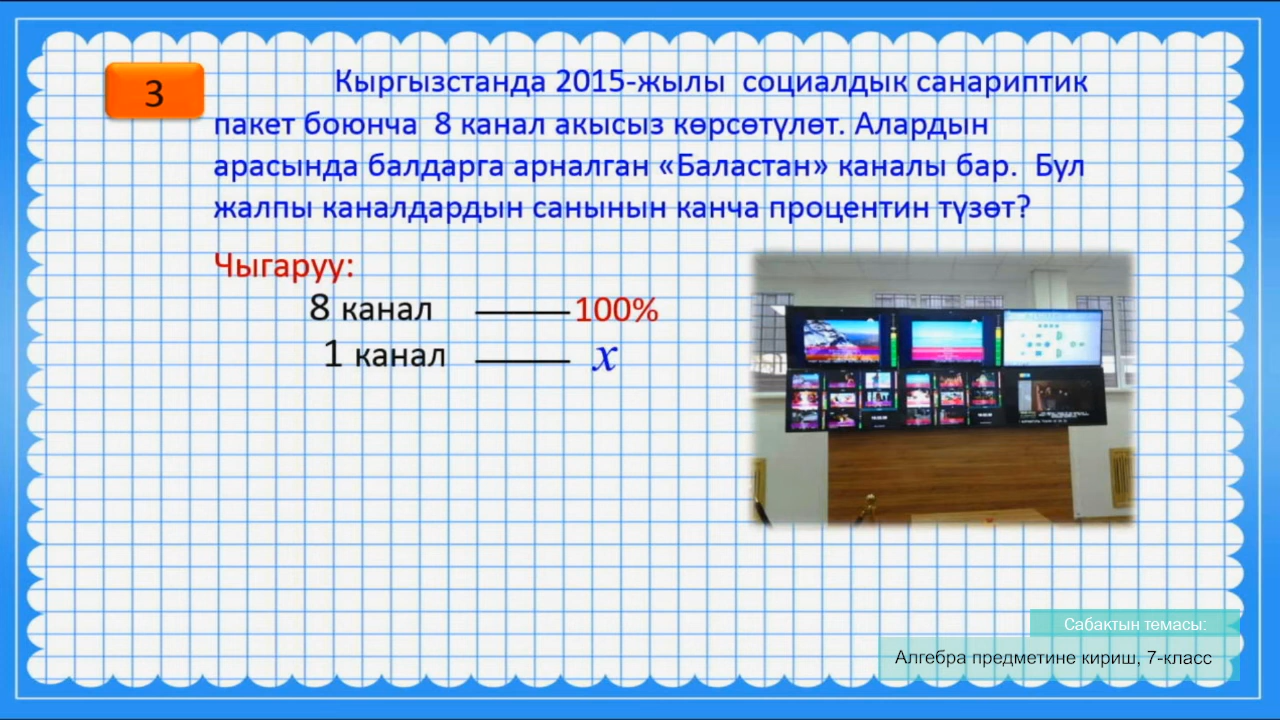 3
Кыргызстанда 2015-жылы социалдык санариптик
пакет боюнча 8 канал акысыз көрсөтүлөт. Алардын
арасында балдарга арналган «Баластан» каналы бар. Бул
жалпы каналдардын санынын канча процентин түзөт?
Чыгаруу:
8 канал ——— 100%
1 канал ——— x
Сабактын темасы:
Алгебра предметине кириш, 7-класс